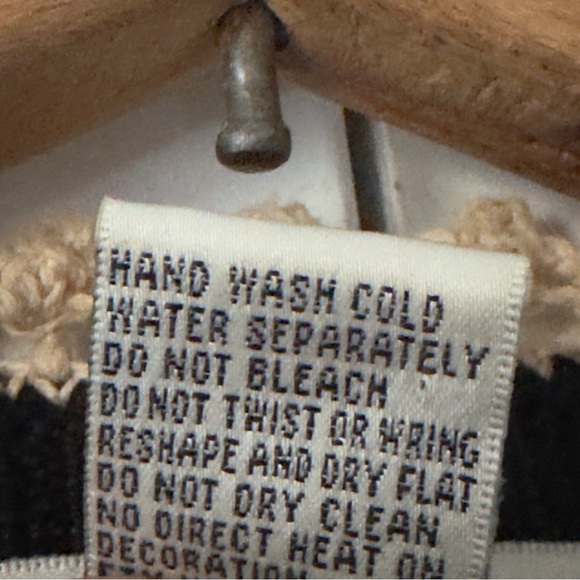 HAND WASH COLD
WATER SEPARATELY
DO NOT BLEACH
DO NOT TWIST OR WRING
RESHAPE AND DRY FLAT
DO NOT DRY CLEAN
NO DIRECT HEAT ON
DECORATION